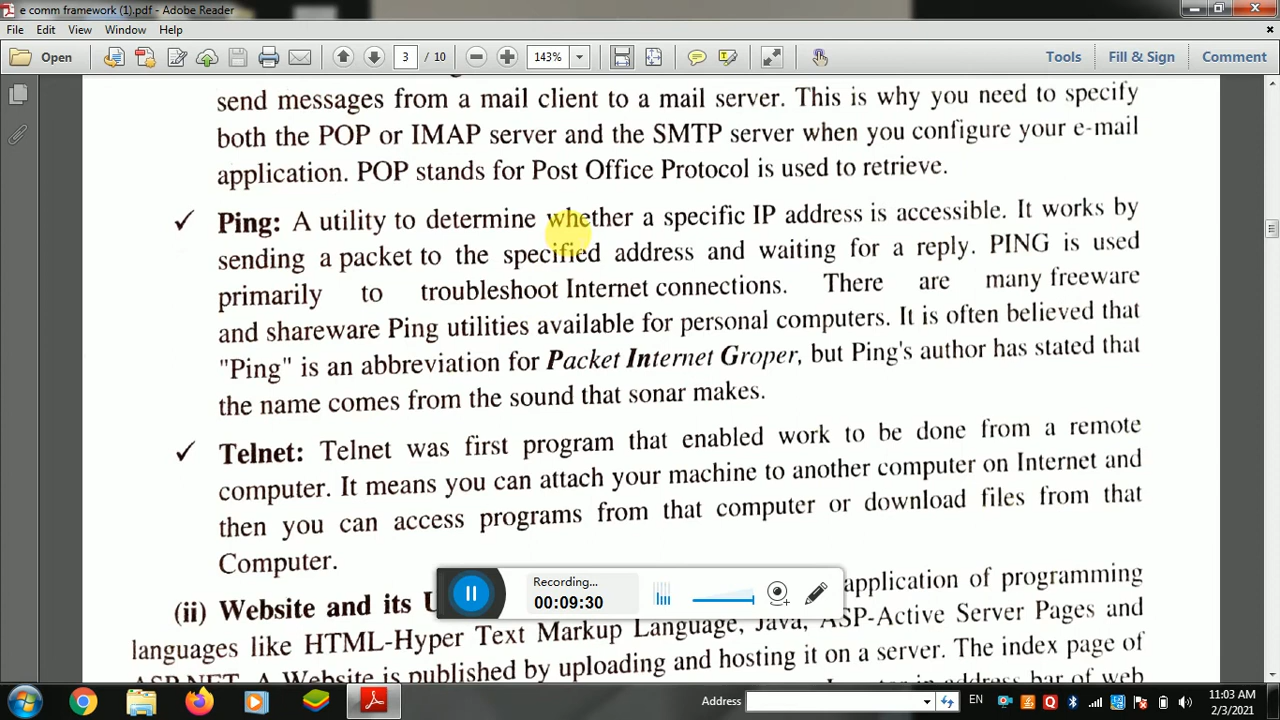 e comm framework (1).pdf - Adobe Reader
File Edit View Window Help
Open 3 / 10 143% Tools Fill & Sign Comment
send messages from a mail client to a mail server. This is why you need to specify
both the POP or IMAP server and the SMTP server when you configure your e-mail
application. POP stands for Post Office Protocol is used to retrieve.
✓ Ping: A utility to determine whether a specific IP address is accessible. It works by
sending a packet to the specified address and waiting for a reply. PING is used
primarily to troubleshoot Internet connections. There are many freeware
and shareware Ping utilities available for personal computers. It is often believed that
"Ping" is an abbreviation for Packet Internet Groper, but Ping's author has stated that
the name comes from the sound that sonar makes.
✓ Telnet: Telnet was first program that enabled work to be done from a remote
computer. It means you can attach your machine to another computer on Internet and
then you can access programs from that computer or download files from that
Computer.
(ii) Website and its application of programming
languages like HTML-Hyper Text Markup Language, Java, ASP-Active Server Pages and
ASP.NET. A Website is published by uploading and hosting it on a server. The index page of
in address bar of web
Recording...
00:09:30
Address EN 11:03 AM
2/3/2021